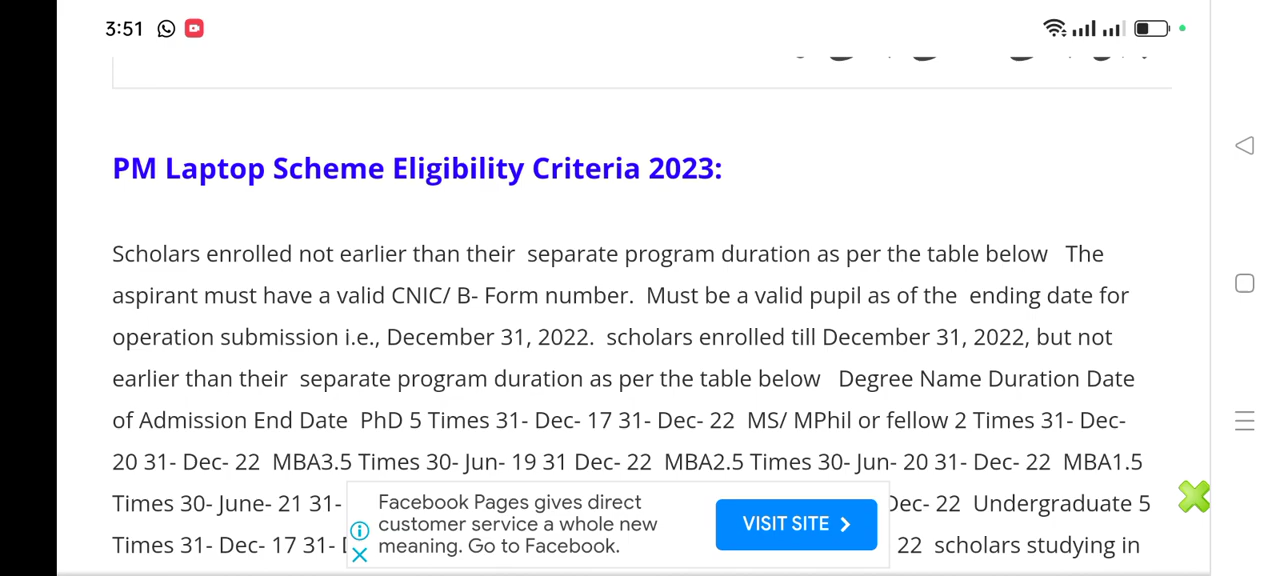 3:51
PM Laptop Scheme Eligibility Criteria 2023:
Scholars enrolled not earlier than their separate program duration as per the table below The
aspirant must have a valid CNIC/ B- Form number. Must be a valid pupil as of the ending date for
operation submission i.e., December 31, 2022. scholars enrolled till December 31, 2022, but not
earlier than their separate program duration as per the table below Degree Name Duration Date
of Admission End Date PhD 5 Times 31- Dec- 17 31- Dec- 22 MS/ MPhil or fellow 2 Times 31- Dec-
20 31- Dec- 22 MBA3.5 Times 30- Jun- 19 31 Dec- 22 MBA2.5 Times 30- Jun- 20 31- Dec- 22 MBA1.5
Times 30- June- 21 31- Dec- 22 Undergraduate 5
Times 31- Dec- 17 31- 22 scholars studying in
Facebook Pages gives direct
customer service a whole new
meaning. Go to Facebook.
VISIT SITE